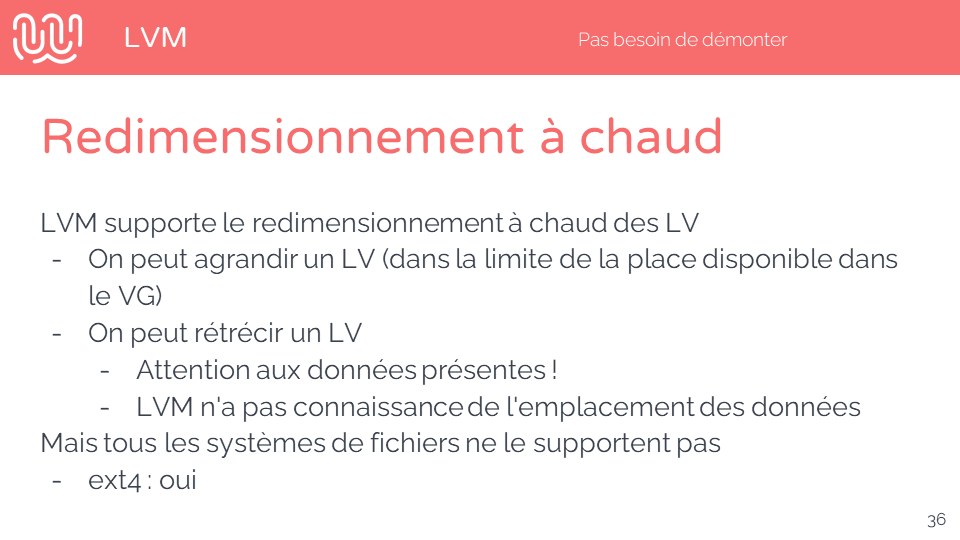 LVM
Pas besoin de démonter
Redimensionnement à chaud
LVM supporte le redimensionnement à chaud des LV
- On peut agrandir un LV (dans la limite de la place disponible dans
le VG)
- On peut rétrécir un LV
- Attention aux données présentes !
- LVM n'a pas connaissance de l'emplacement des données
Mais tous les systèmes de fichiers ne le supportent pas
- ext4 : oui
36